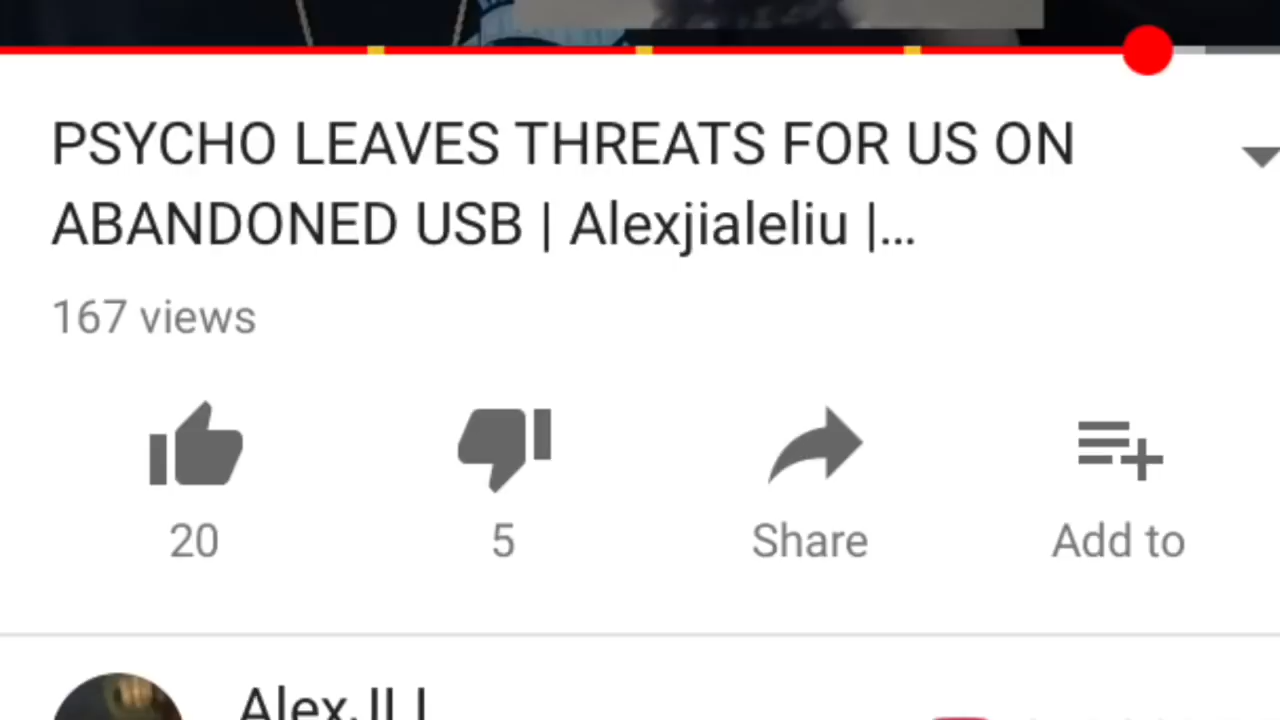 PSYCHO LEAVES THREATS FOR US ON
ABANDONED USB | Alexjialeliu |...
167 views
20
5
Share
Add to